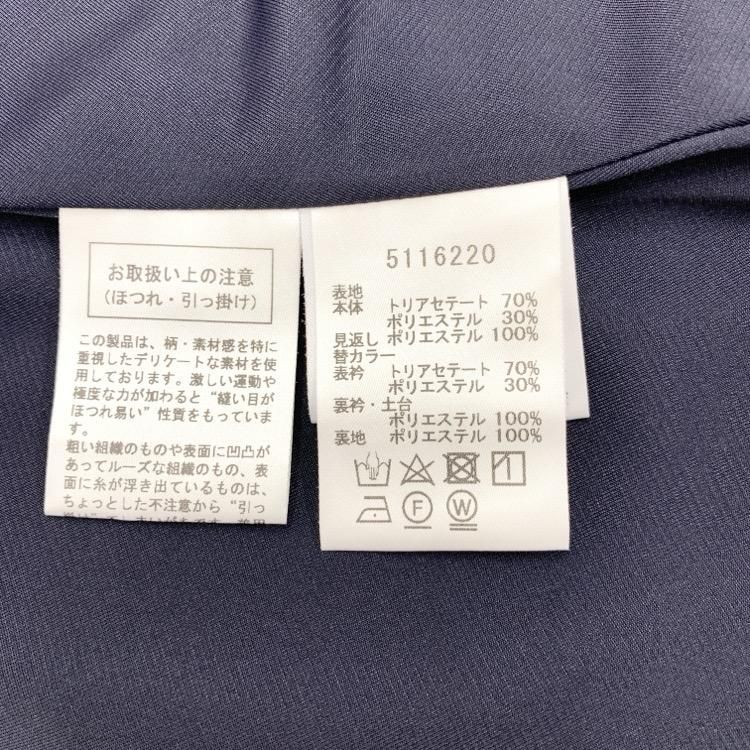 お取扱い上の注意
(ほつれ・引っ掛け)
この製品は、柄・素材感を特に
重視したデリケートな素材を使
用しております。激しい運動や
極度な力が加わると“縫い目が
ほつれ易い”性質をもっていま
す。
粗い組織のものや表面に凹凸が
あってルーズな組織のもの、表
面に糸が浮き出ているものは、
ちょっとした不注意から“引っ
5116220
表地
本体 トリアセテート 70%
ポリエステル 30%
見返し ポリエステル 100%
替カラー
表衿 トリアセテート 70%
ポリエステル 30%
裏衿・土台
ポリエステル 100%
裏地 ポリエステル 100%
F W